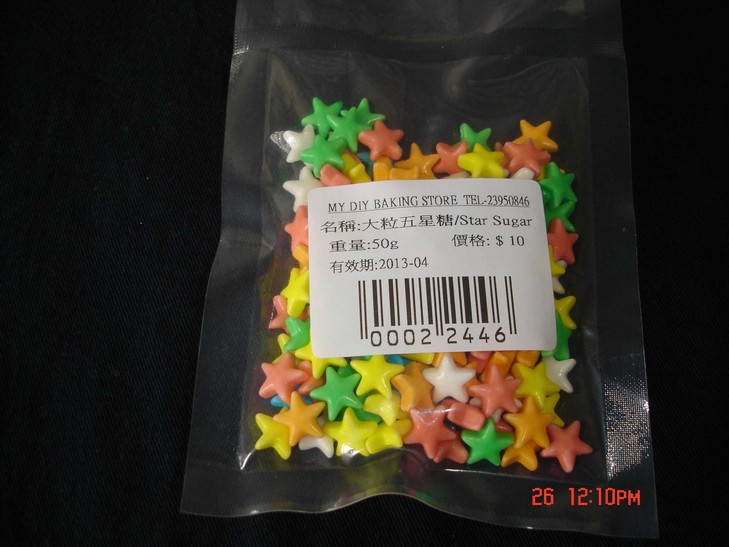 MY DIY BAKING STORE TEL-23950846
名稱:大粒五星糖/Star Sugar
重量:50g 價格: $ 10
有效期:2013-04
0002 2446
26 12:10PM